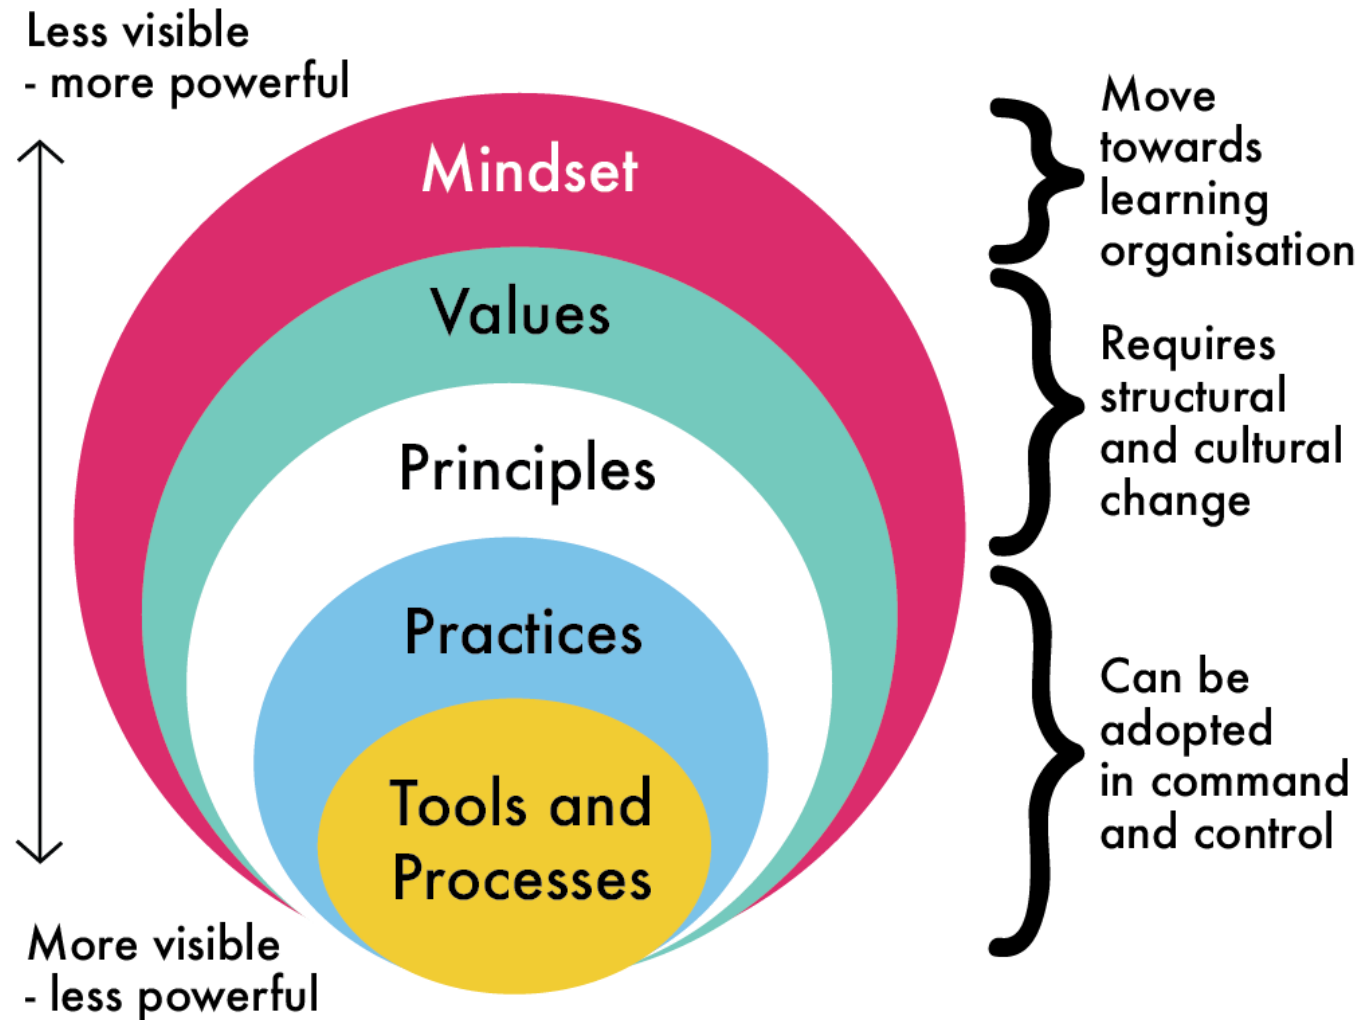 Less visible
- more powerful
Mindset
Values
Principles
Practices
Tools and
Processes
More visible
- less powerful
Move
towards
learning
organisation
Requires
structural
and cultural
change
Can be
adopted
in command
and control